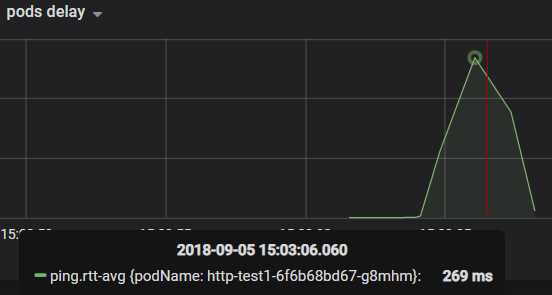 pods delay
2018-09-05 15:03:06.060
ping.rtt-avg {podName: http-test1-6f6b68bd67-g8mhm}: 269 ms